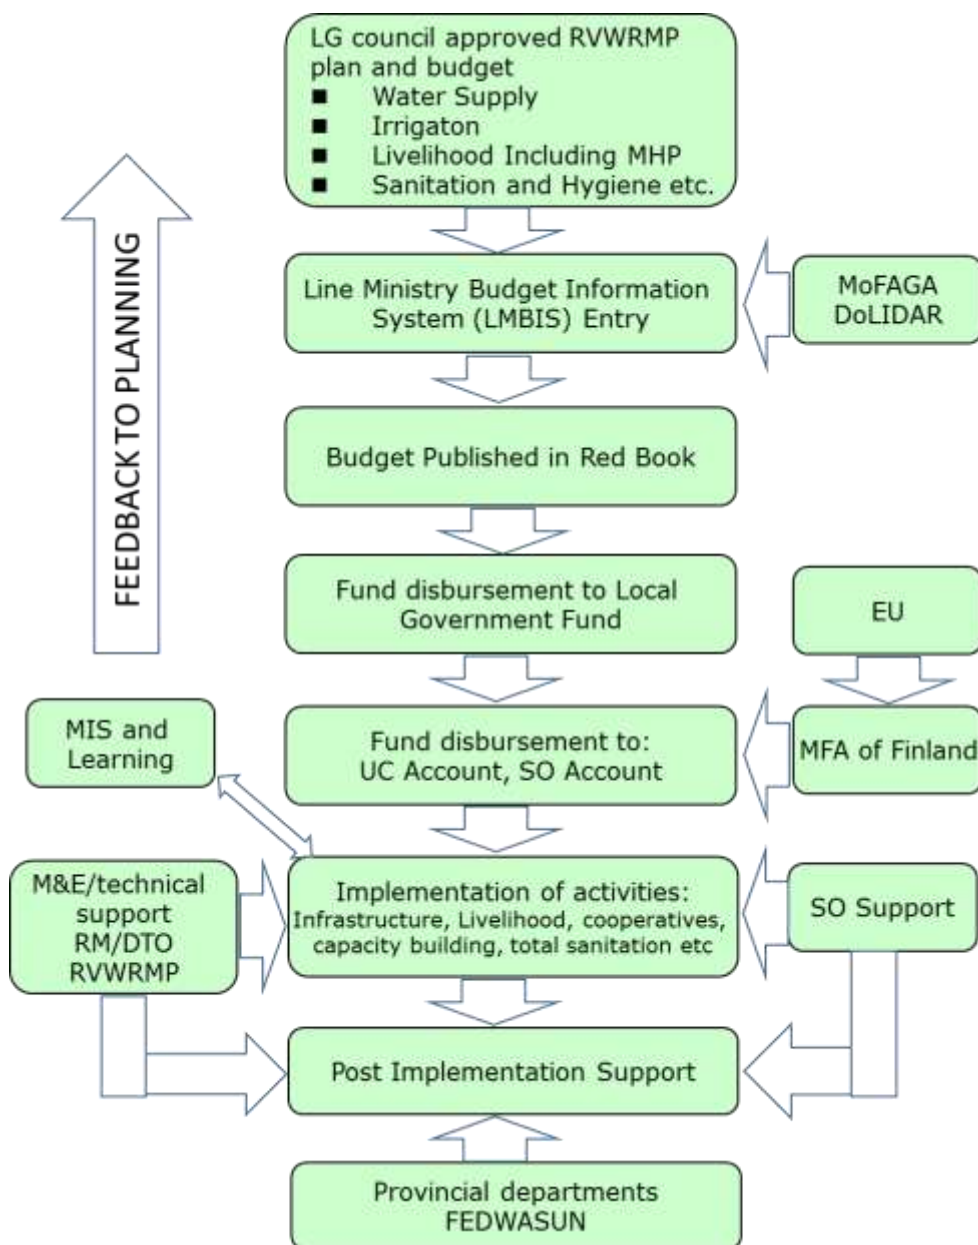 LG council approved RVWRMP
plan and budget
■ Water Supply
■ Irrigaton
■ Livelihood Including MHP
■ Sanitation and Hygiene etc.
FEEDBACK TO PLANNING
Line Ministry Budget Information
System (LMBIS) Entry
MoFAGA
DoLIDAR
Budget Published in Red Book
Fund disbursement to Local
Government Fund
EU
MIS and
Learning
Fund disbursement to:
UC Account, SO Account
MFA of Finland
M&E/technical
support
RM/DTO
RVWRMP
Implementation of activities:
Infrastructure, Livelihood, cooperatives,
capacity building, total sanitation etc
SO Support
Post Implementation Support
Provincial departments
FEDWASUN